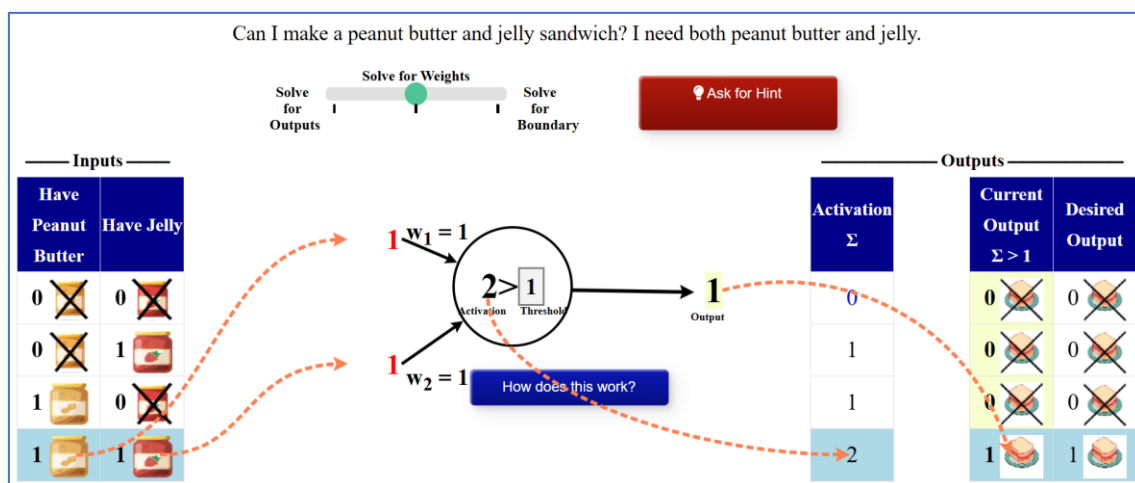 Can I make a peanut butter and jelly sandwich? I need both peanut butter and jelly.
Solve for Weights
Solve
for
Outputs
Solve
for
Boundary
Ask for Hint
Inputs
Outputs
Have
Peanut
Butter
Have Jelly
Activation
Σ
Current
Output
Σ > 1
Desired
Output
0 0
0 1
1 0
1 1
1 w₁ = 1
2> 1
Activation Threshold
1
Output
1 w₂ = 1
How does this work?
0 0 0
1 0 0
1 0 0
2 1 1